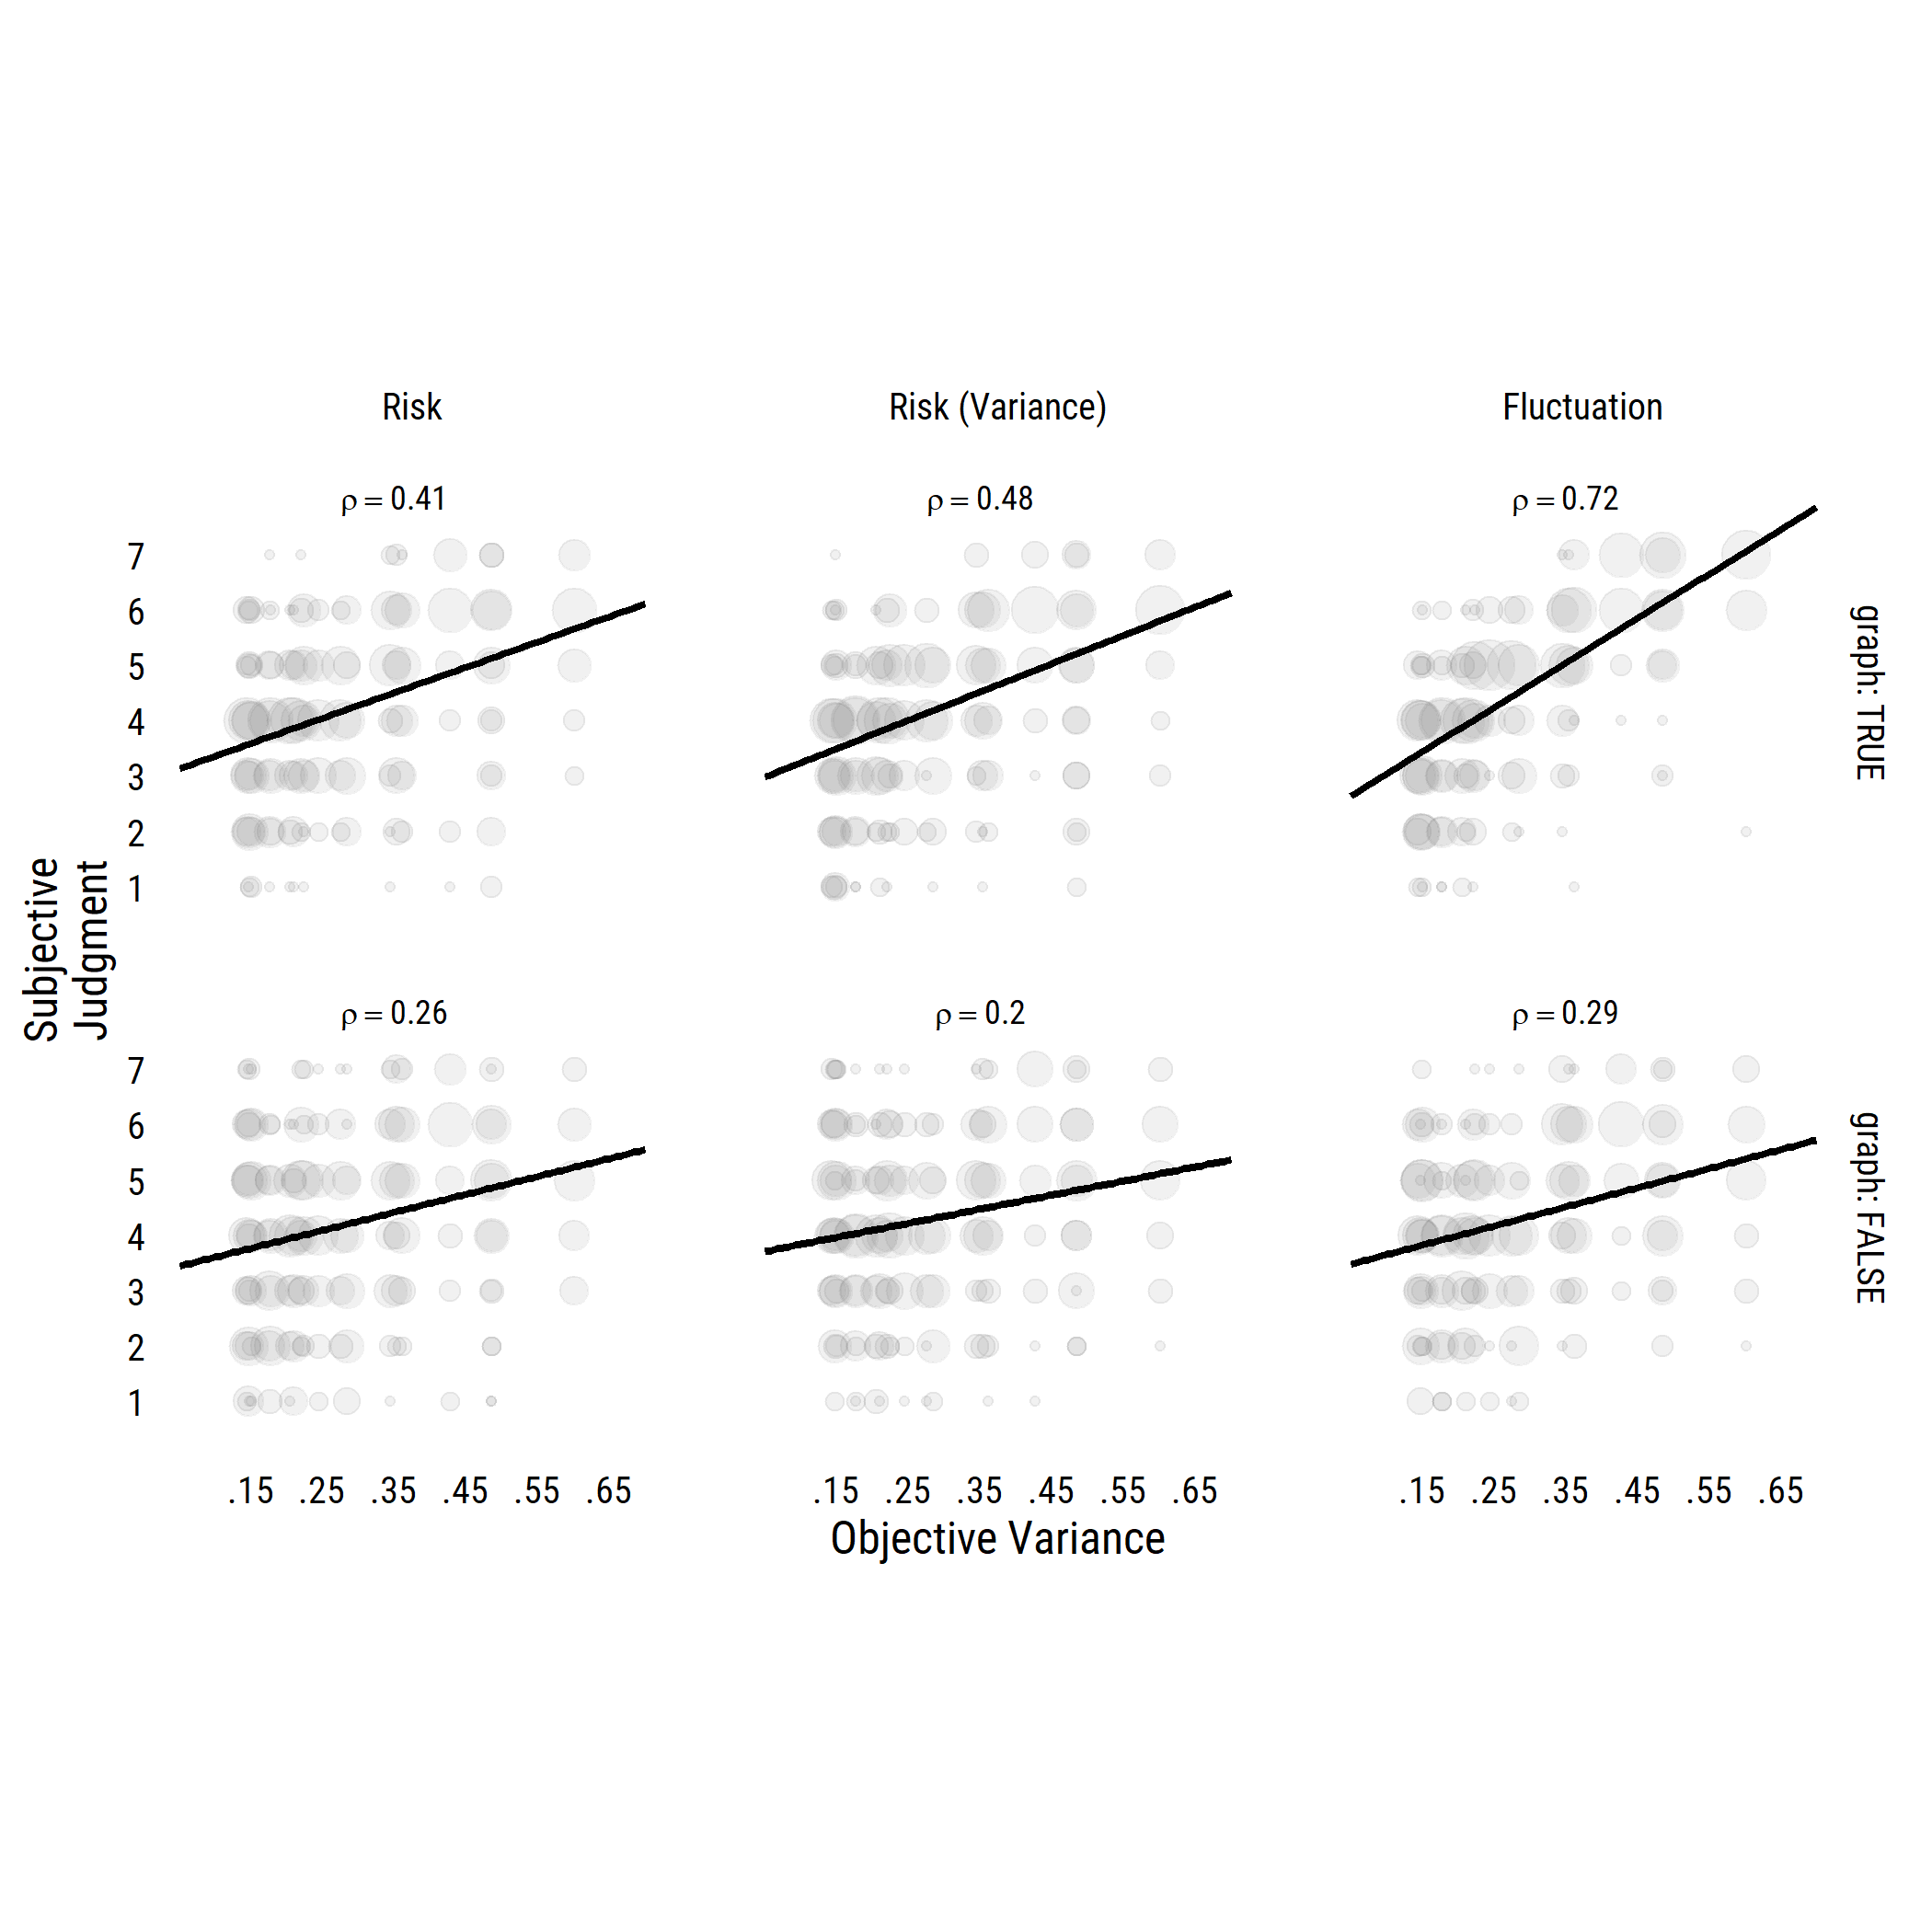 Risk
Risk (Variance)
Fluctuation
ρ = 0.41
ρ = 0.48
ρ = 0.72
7
6
5
4
3
2
1
graph: TRUE
Subjective
Judgment
ρ = 0.26
ρ = 0.2
ρ = 0.29
7
6
5
4
3
2
1
graph: FALSE
.15 .25 .35 .45 .55 .65
.15 .25 .35 .45 .55 .65
.15 .25 .35 .45 .55 .65
Objective Variance